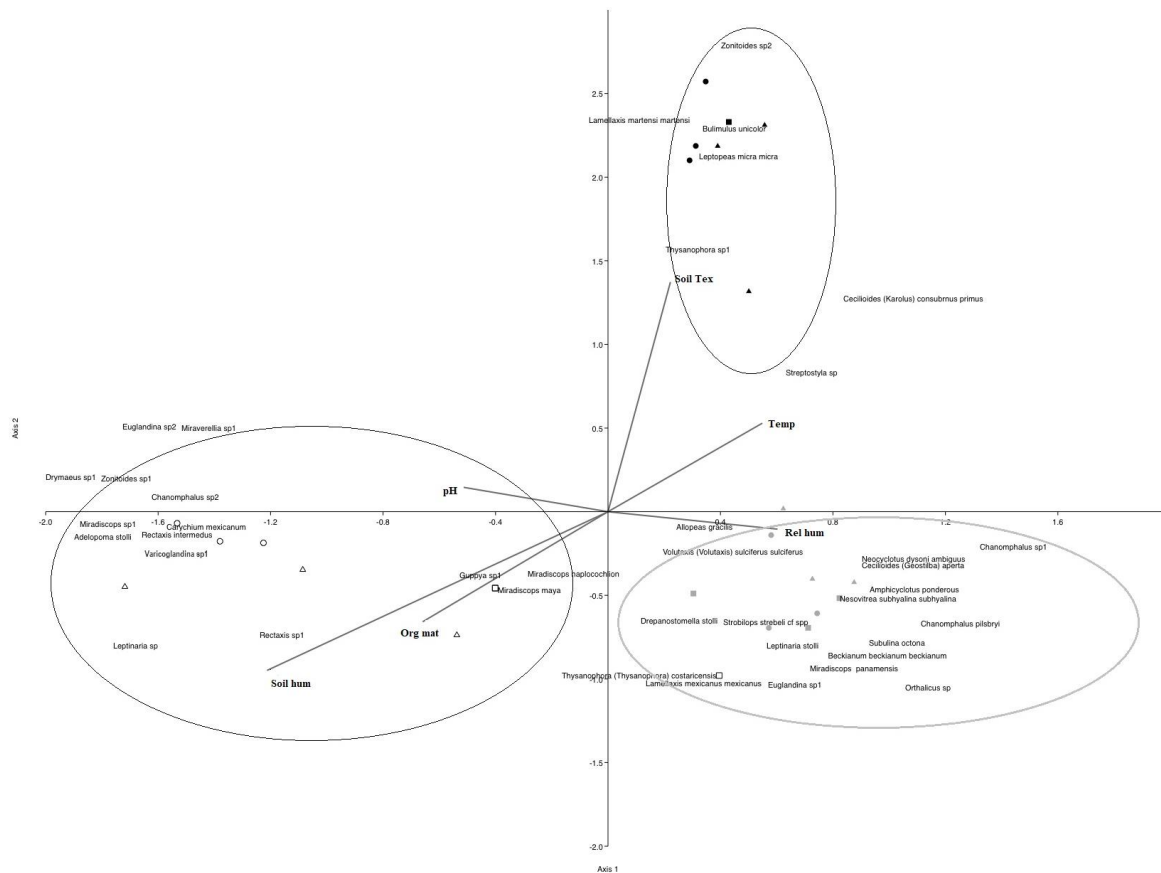 Zonitoides sp2
2.5
Lamellaxis martensi martensi
Bulimulus unicolor
Leptopeas micra micra
2.0
Thysanophora sp1
1.5
Soil Tex
Cecilioides (Karolus) consubrnus primus
1.0
Streptostyla sp
0.5
Axis 2
Euglandina sp2
Miraverellia sp1
Temp
Drymaeus sp1
Zonitoides sp1
pH
Chanomphalus sp2
-2.0
-1.6
-1.2
-0.8
-0.4
0.4
0.8
1.2
1.6
Miradiscops sp1
Carychium mexicanum
Allopeas gracilis
Rel hum
Adelopoma stolli
Rectaxis intermedus
Chanomphalus sp1
Varicoglandina sp1
Volutaxis (Volutaxis) sulciferus sulciferus
Neocyclotus dysoni ambiguus
Cecilioides (Geostilba) aperta
Guppya sp1
Miradiscops haplocochlion
-0.5
Miradiscops maya
Amphicyclotus ponderous
Nesovitrea subhyalina subhyalina
Drepanostomella stolli
Strobilops strebeli cf spp
Chanomphalus pilsbryi
Org mat
Rectaxis sp1
Leptinaria sp
Leptinaria stolli
Subulina octona
Beckianum beckianum beckianum
Soil hum
Miradiscops panamensis
Thysanophora (Thysanophora) costaricensis
-1.0
Lamellaxis mexicanus mexicanus
Euglandina sp1
Orthalicus sp
-1.5
-2.0
Axis 1